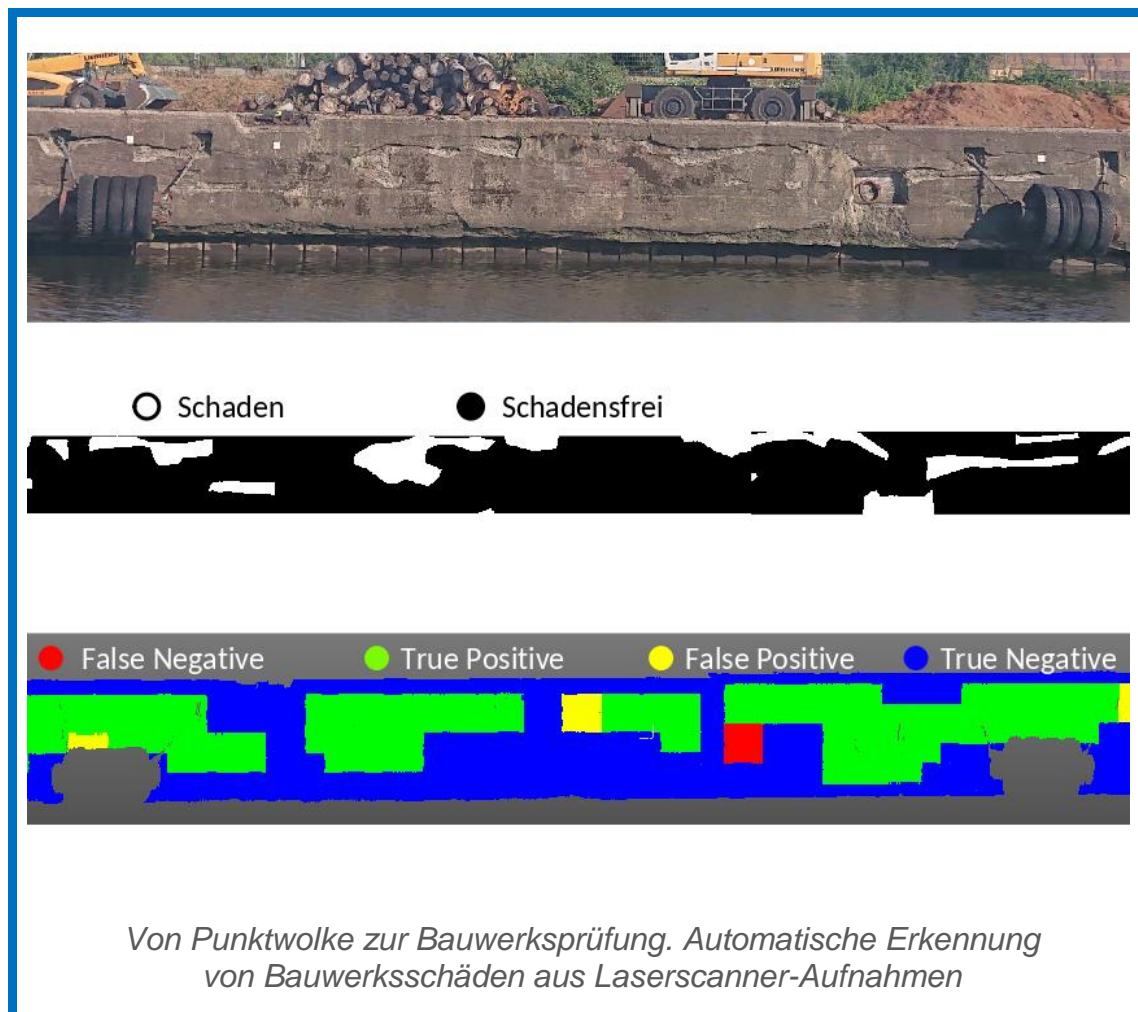 LIEBHERR
Schaden
Schadensfrei
False Negative
True Positive
False Positive
True Negative
Von Punktwolke zur Bauwerksprüfung. Automatische Erkennung
von Bauwerksschäden aus Laserscanner-Aufnahmen